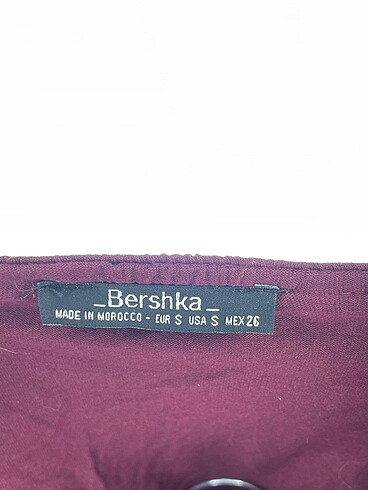 _Bershka_
MADE IN MOROCCO - EUR S USA S MEX 26